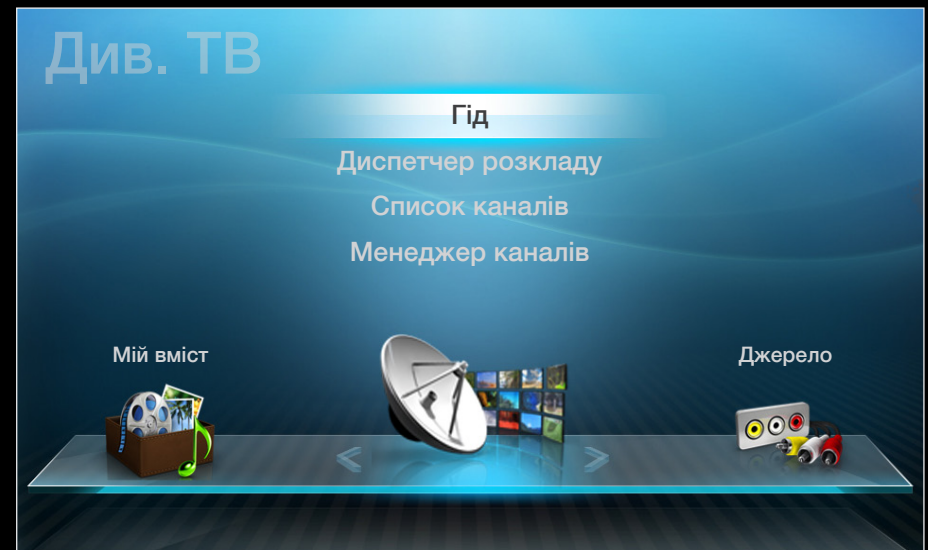 Див. ТВ
Гід
Диспетчер розкладу
Список каналів
Менеджер каналів
Мій вміст
Джерело